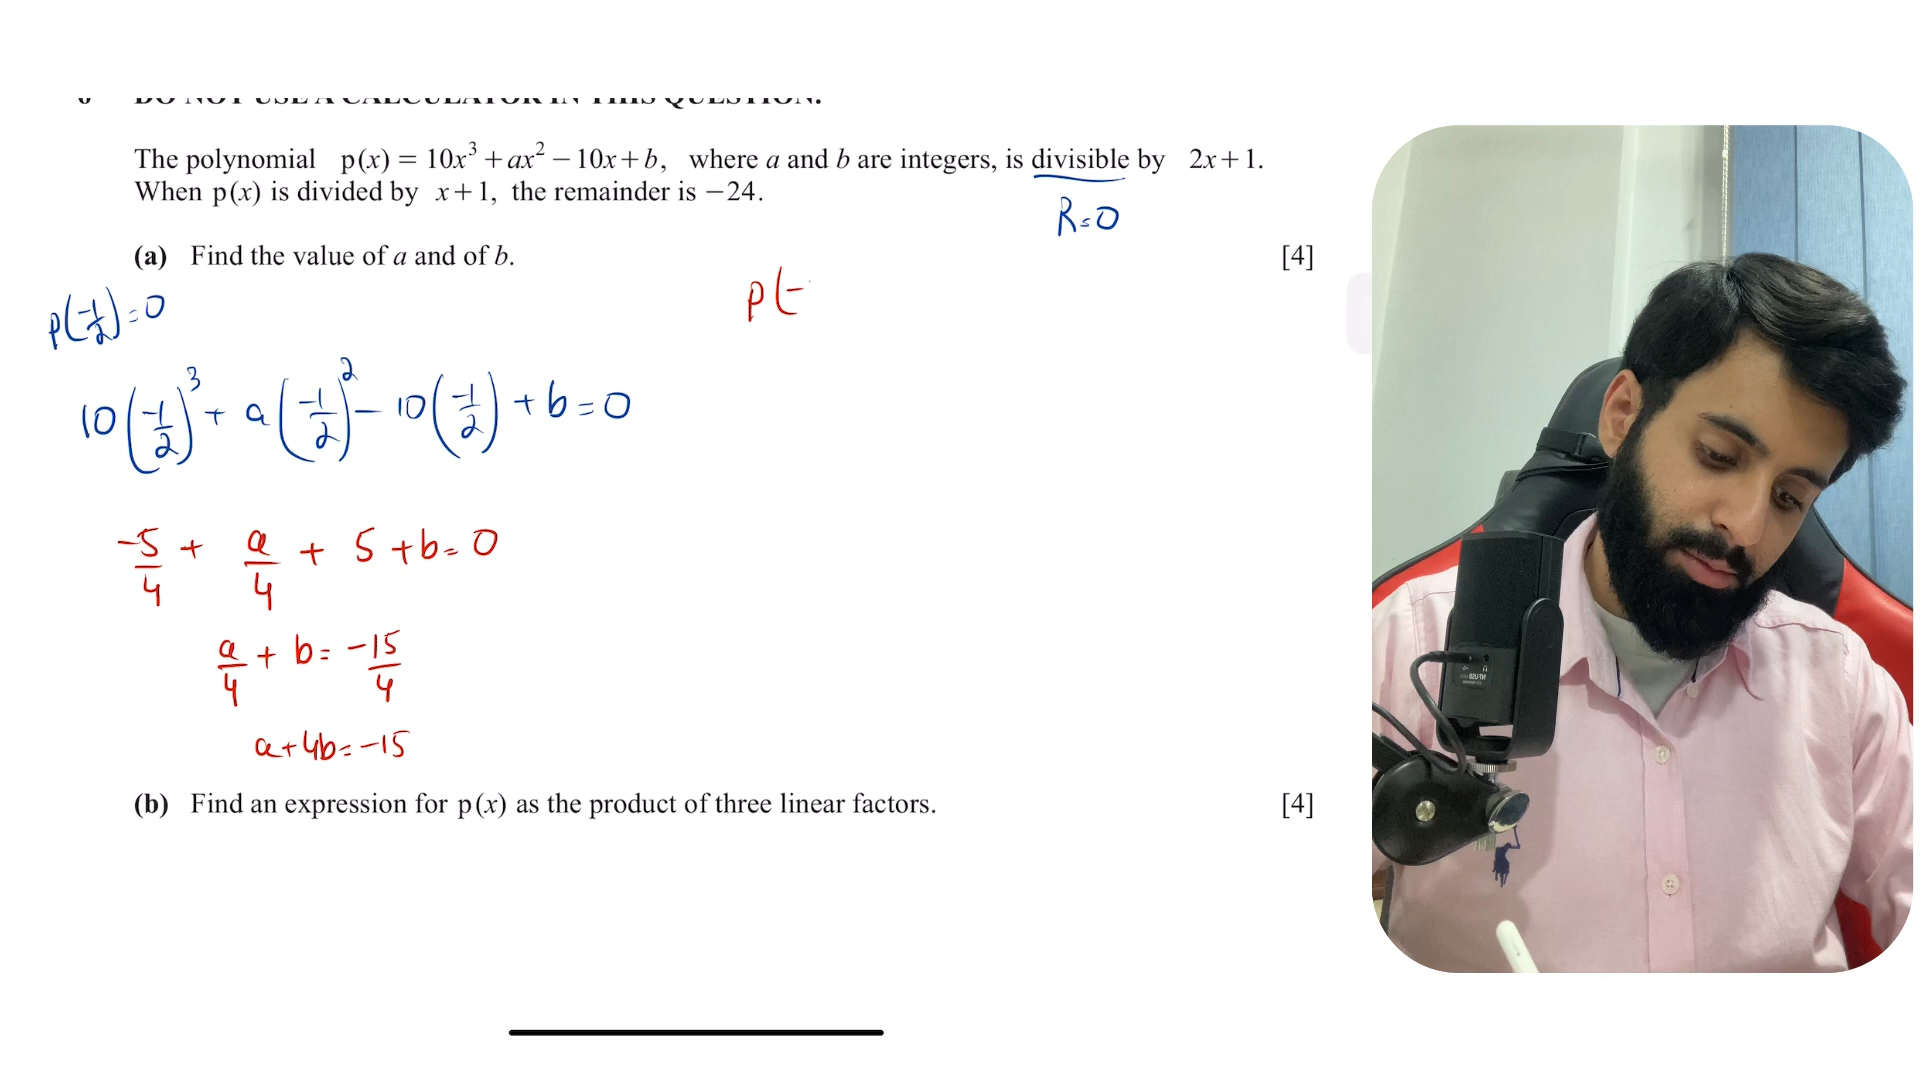 The polynomial p(x) = 10x³ + ax² − 10x + b, where a and b are integers, is divisible by 2x + 1.
When p(x) is divided by x + 1, the remainder is −24.
R=0
(a) Find the value of a and of b. [4]
p(-1/2)=0
p(-
10(-1/2)³ + a(-1/2)² - 10(-1/2) + b = 0
-5/4 + a/4 + 5 + b = 0
a/4 + b = -15/4
a+4b=-15
(b) Find an expression for p(x) as the product of three linear factors. [4]